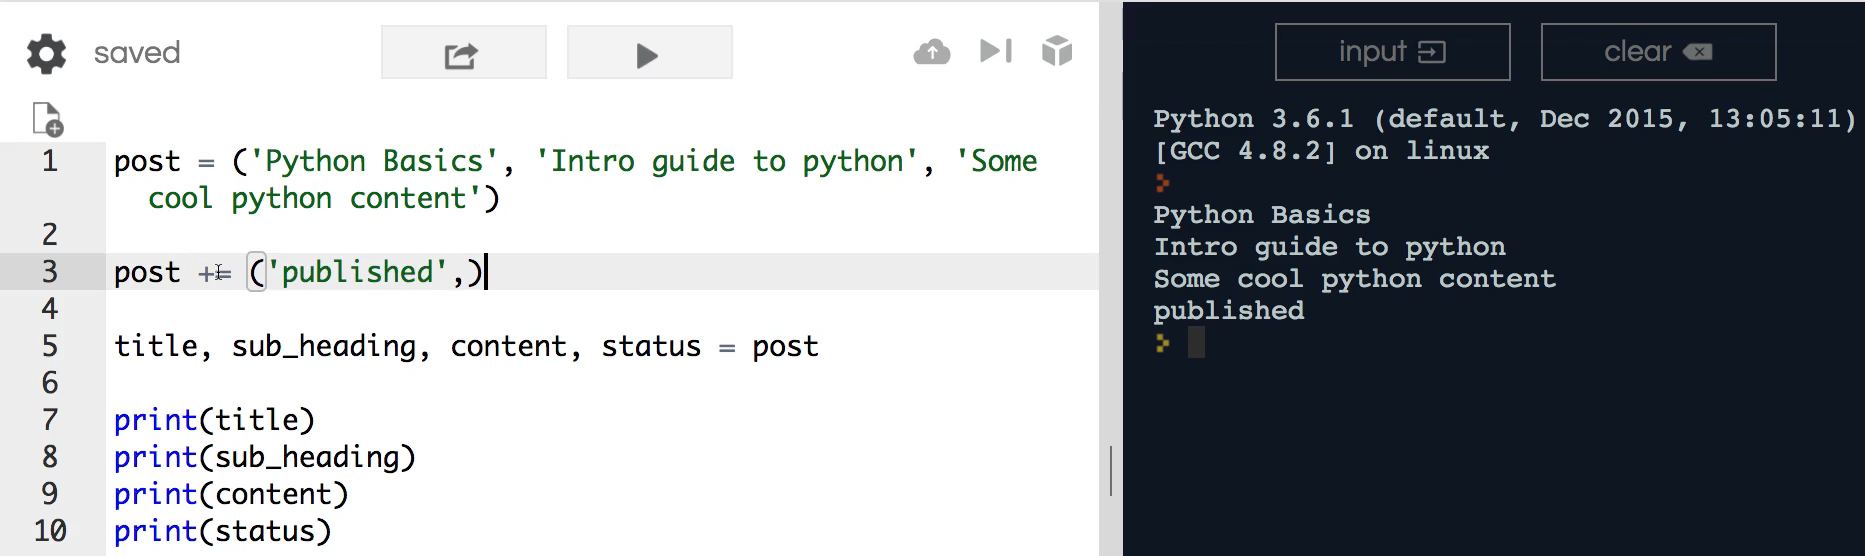 saved
input
clear
1 post = ('Python Basics', 'Intro guide to python', 'Some
cool python content')
2
3 post += ('published',)
4
5 title, sub_heading, content, status = post
6
7 print(title)
8 print(sub_heading)
9 print(content)
10 print(status)
Python 3.6.1 (default, Dec 2015, 13:05:11)
[GCC 4.8.2] on linux
Python Basics
Intro guide to python
Some cool python content
published